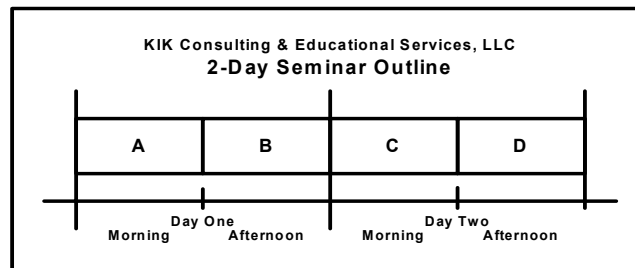 KIK Consulting & Educational Services, LLC
2-Day Seminar Outline
A B C D
Day One Day Two
Morning Afternoon Morning Afternoon